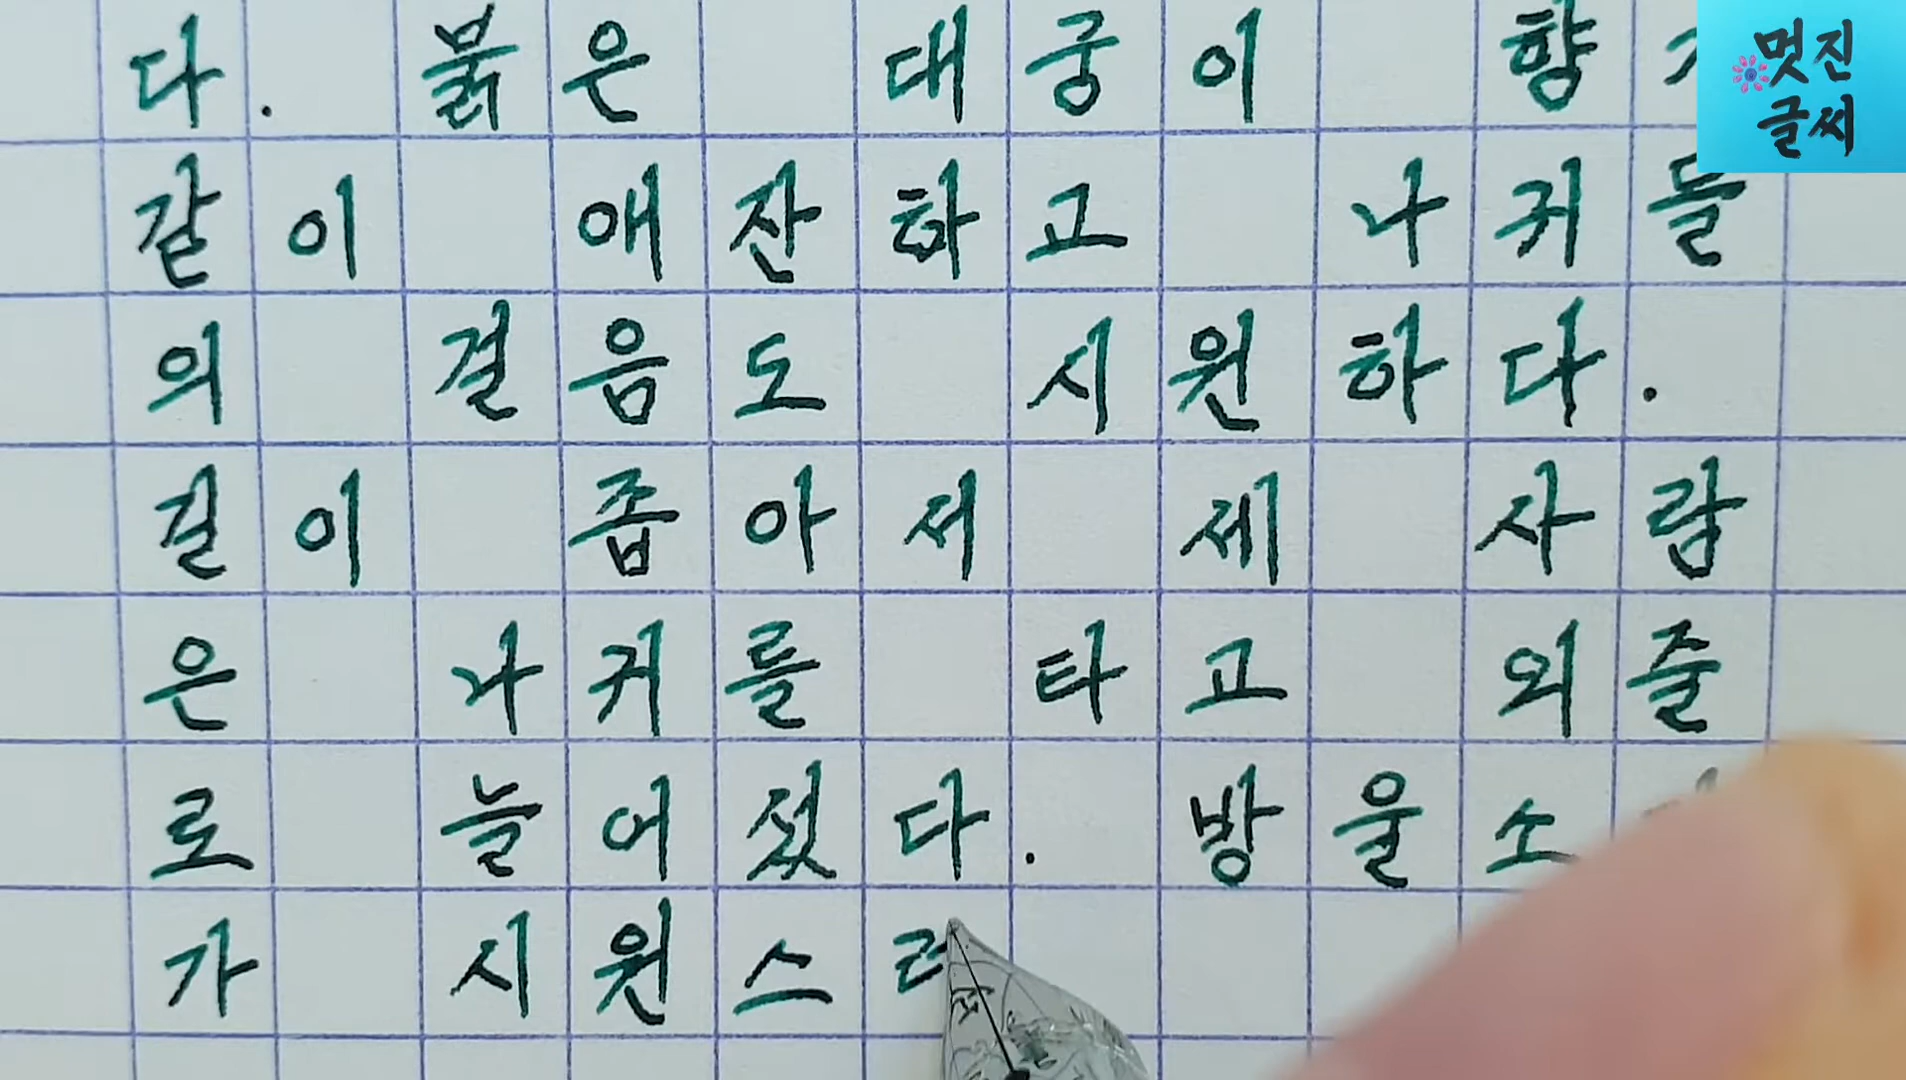 다. 붉은 대궁이 향
같이 애잔하고 나귀들
의 걸음도 시원하다.
길이 좁아서 세 사람
은 나귀를 타고 외줄
로 늘어섰다. 방울소
가 시원스
멋진
글씨